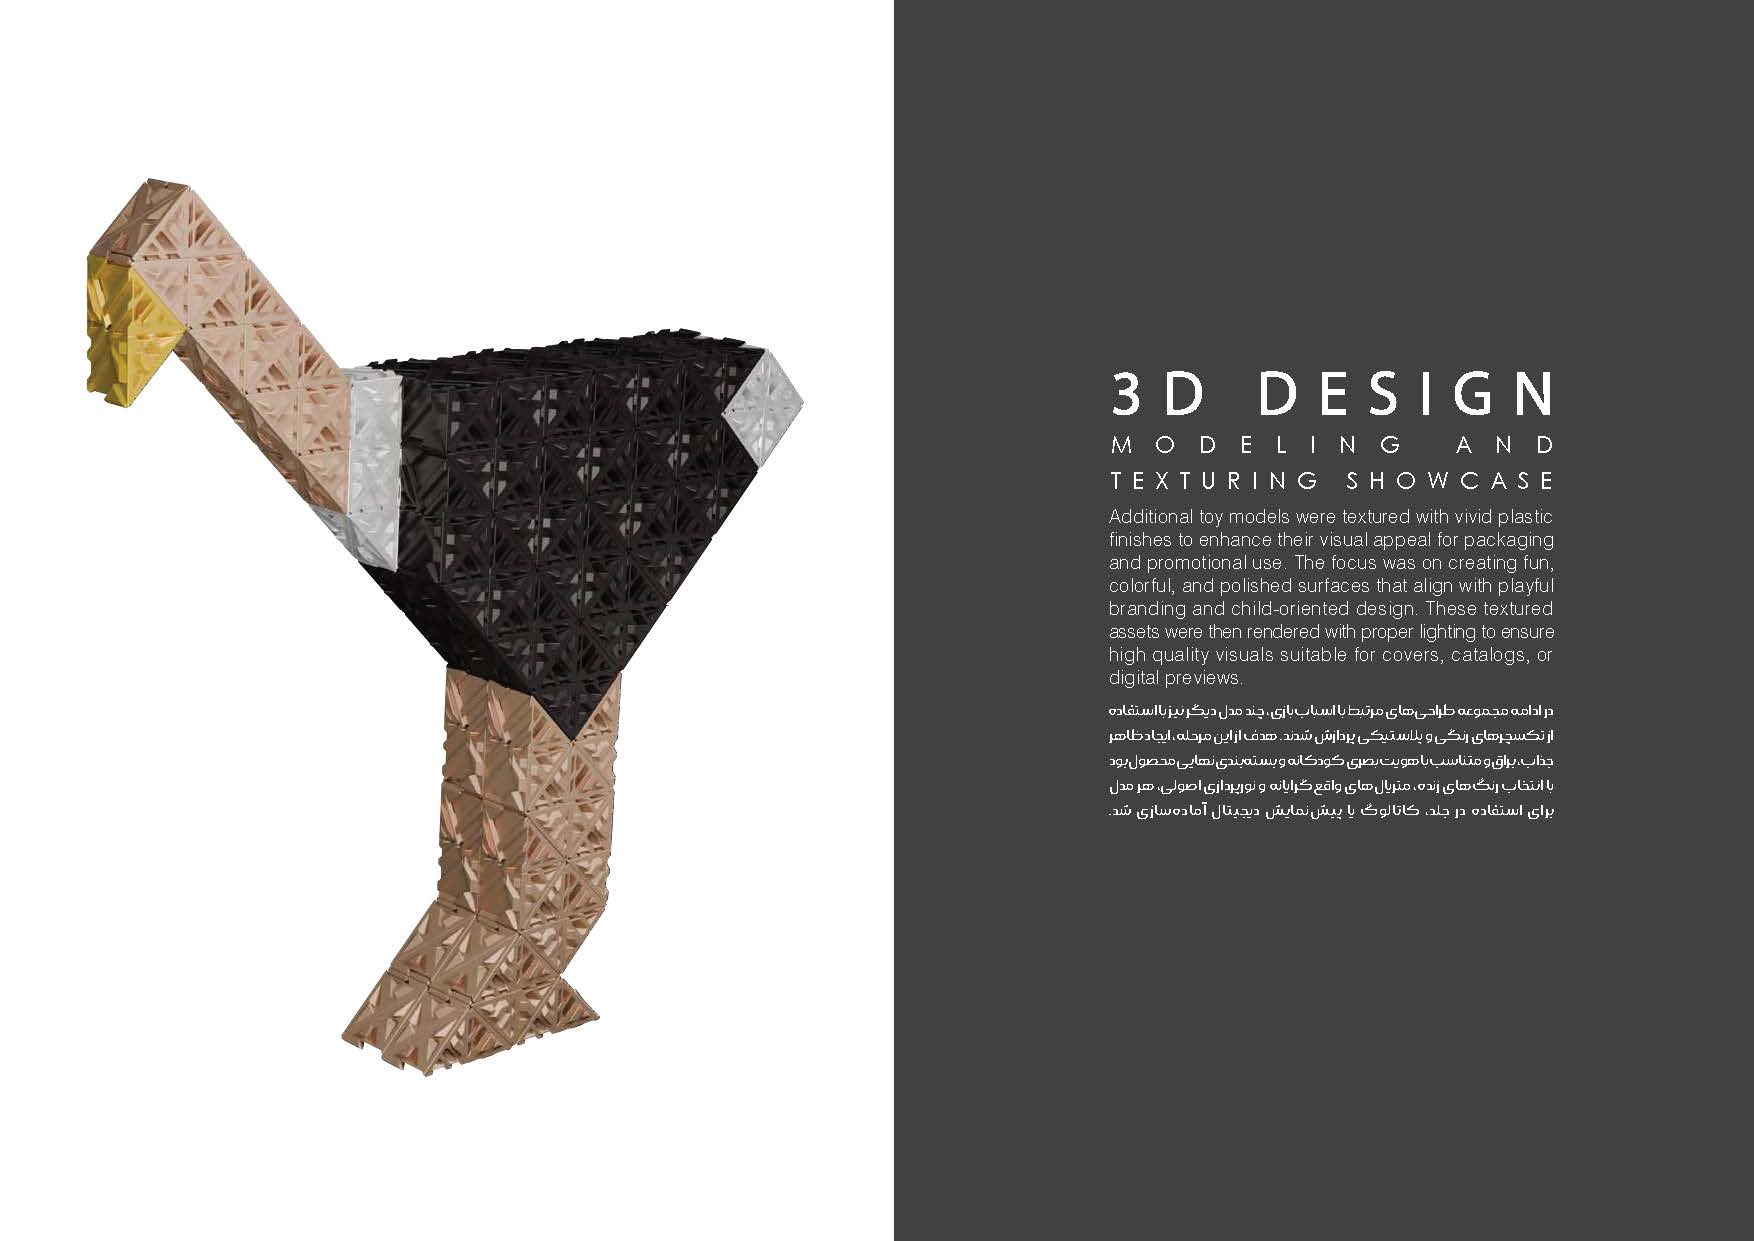 3D DESIGN
MODELING AND
TEXTURING SHOWCASE
Additional toy models were textured with vivid plastic
finishes to enhance their visual appeal for packaging
and promotional use. The focus was on creating fun,
colorful, and polished surfaces that align with playful
branding and child-oriented design. These textured
assets were then rendered with proper lighting to ensure
high quality visuals suitable for covers, catalogs, or
digital previews.
در ادامه مجموعه طراحی‌های مرتبط با اسباب‌بازی، چند مدل دیگر نیز با استفاده
از تکسچرهای رنگی و پلاستیکی پردازش شدند. هدف از این مرحله، ایجاد ظاهر
جذاب، براق و متناسب با هویت بصری کودکانه و بسته‌بندی نهایی محصول بود
با انتخاب رنگ‌های زنده، متریال‌های واقع‌گرایانه و نورپردازی اصولی، هر مدل
برای استفاده در جلد، کاتالوگ یا پیش‌نمایش دیجیتال آماده‌سازی شد.